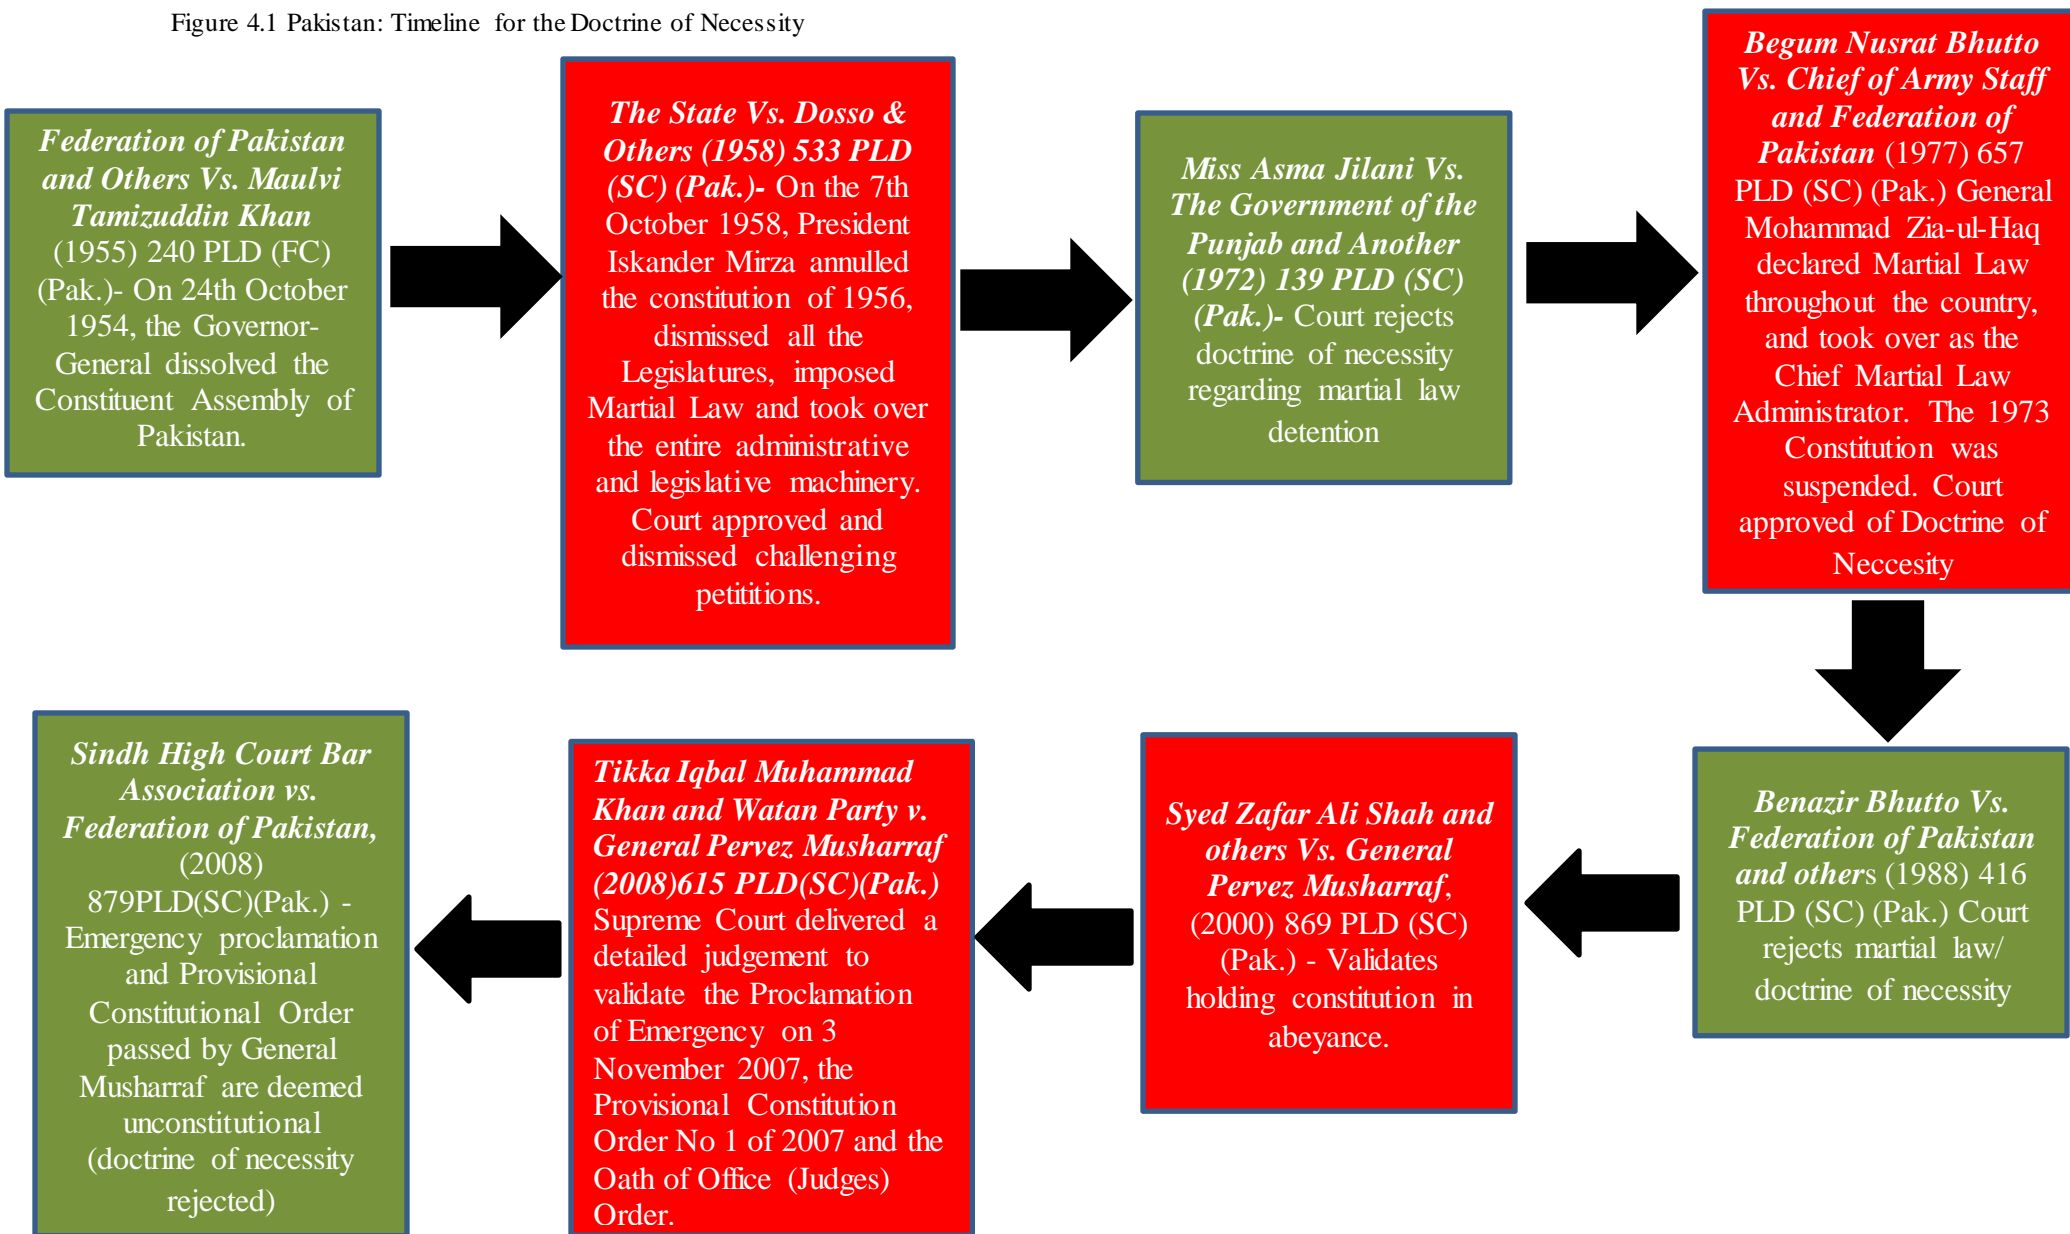 Figure 4.1 Pakistan: Timeline for the Doctrine of Necessity
Federation of Pakistan
and Others Vs. Maulvi
Tamizuddin Khan
(1955) 240 PLD (FC)
(Pak.)- On 24th October
1954, the Governor-
General dissolved the
Constituent Assembly of
Pakistan.
The State Vs. Dosso &
Others (1958) 533 PLD
(SC) (Pak.)- On the 7th
October 1958, President
Iskander Mirza annulled
the constitution of 1956,
dismissed all the
Legislatures, imposed
Martial Law and took over
the entire administrative
and legislative machinery.
Court approved and
dismissed challenging
petititions.
Miss Asma Jilani Vs.
The Government of the
Punjab and Another
(1972) 139 PLD (SC)
(Pak.)- Court rejects
doctrine of necessity
regarding martial law
detention
Begum Nusrat Bhutto
Vs. Chief of Army Staff
and Federation of
Pakistan (1977) 657
PLD (SC) (Pak.) General
Mohammad Zia-ul-Haq
declared Martial Law
throughout the country,
and took over as the
Chief Martial Law
Administrator. The 1973
Constitution was
suspended. Court
approved of Doctrine of
Neccesity
Benazir Bhutto Vs.
Federation of Pakistan
and others (1988) 416
PLD (SC) (Pak.) Court
rejects martial law/
doctrine of necessity
Syed Zafar Ali Shah and
others Vs. General
Pervez Musharraf,
(2000) 869 PLD (SC)
(Pak.) - Validates
holding constitution in
abeyance.
Tikka Iqbal Muhammad
Khan and Watan Party v.
General Pervez Musharraf
(2008)615 PLD(SC)(Pak.)
Supreme Court delivered a
detailed judgement to
validate the Proclamation
of Emergency on 3
November 2007, the
Provisional Constitution
Order No 1 of 2007 and the
Oath of Office (Judges)
Order.
Sindh High Court Bar
Association vs.
Federation of Pakistan,
(2008)
879PLD(SC)(Pak.) -
Emergency proclamation
and Provisional
Constitutional Order
passed by General
Musharraf are deemed
unconstitutional
(doctrine of necessity
rejected)